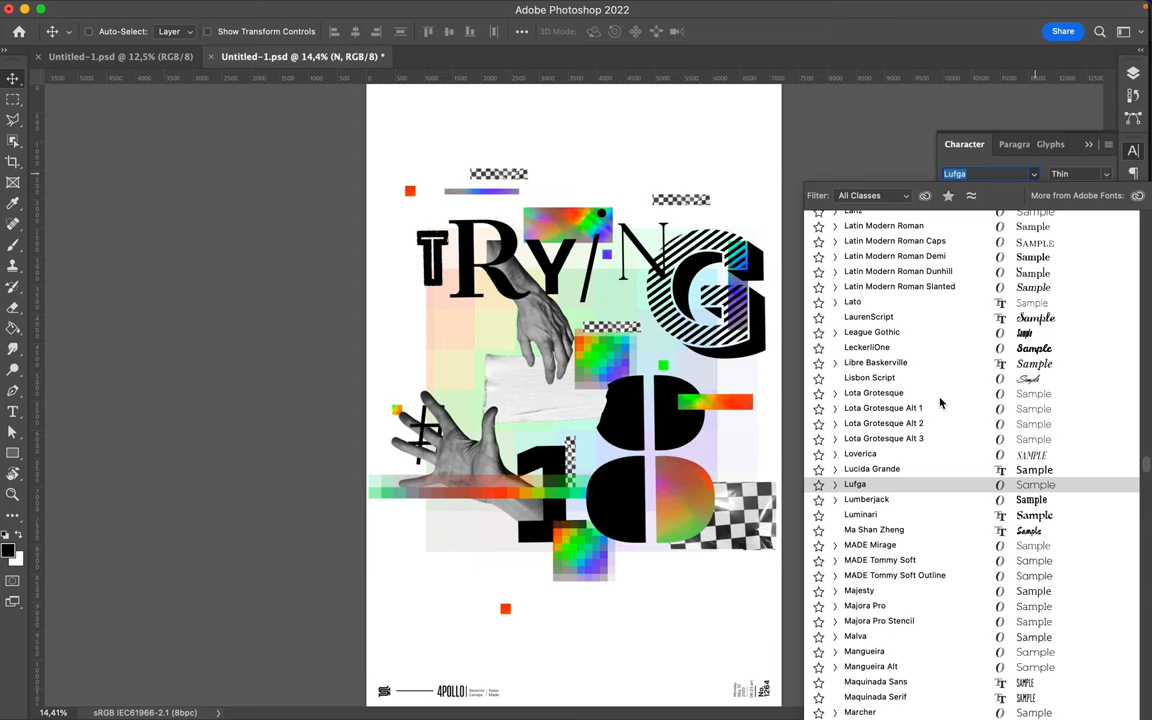 Adobe Photoshop 2022
Auto-Select: Layer Show Transform Controls ••• 3D Mode: Share
Untitled-1.psd @ 12,5% (RGB/8) Untitled-1.psd @ 14,4% (N, RGB/8) *
Character Paragra Glyphs
Lufga Thin
Filter: All Classes More from Adobe Fonts:
Lanz Sample
Latin Modern Roman Sample
Latin Modern Roman Caps SAMPLE
Latin Modern Roman Demi Sample
Latin Modern Roman Dunhill Sample
Latin Modern Roman Slanted Sample
Lato Sample
LaurenScript Sample
League Gothic Sample
LeckerliOne Sample
Libre Baskerville Sample
Lisbon Script Sample
Lota Grotesque Sample
Lota Grotesque Alt 1 Sample
Lota Grotesque Alt 2 Sample
Lota Grotesque Alt 3 Sample
Loverica SAMPLE
Lucida Grande Sample
Lufga Sample
Lumberjack Sample
Luminari Sample
Ma Shan Zheng Sample
MADE Mirage Sample
MADE Tommy Soft Sample
MADE Tommy Soft Outline Sample
Majesty Sample
Majora Pro Sample
Majora Pro Stencil Sample
Malva Sample
Mangueira Sample
Mangueira Alt Sample
Maquinada Sans SAMPLE
Maquinada Serif SAMPLE
Marcher Sample
TRY/NG
#18
4POLLO
No. 1264
14,41% sRGB IEC61966-2.1 (8bpc)